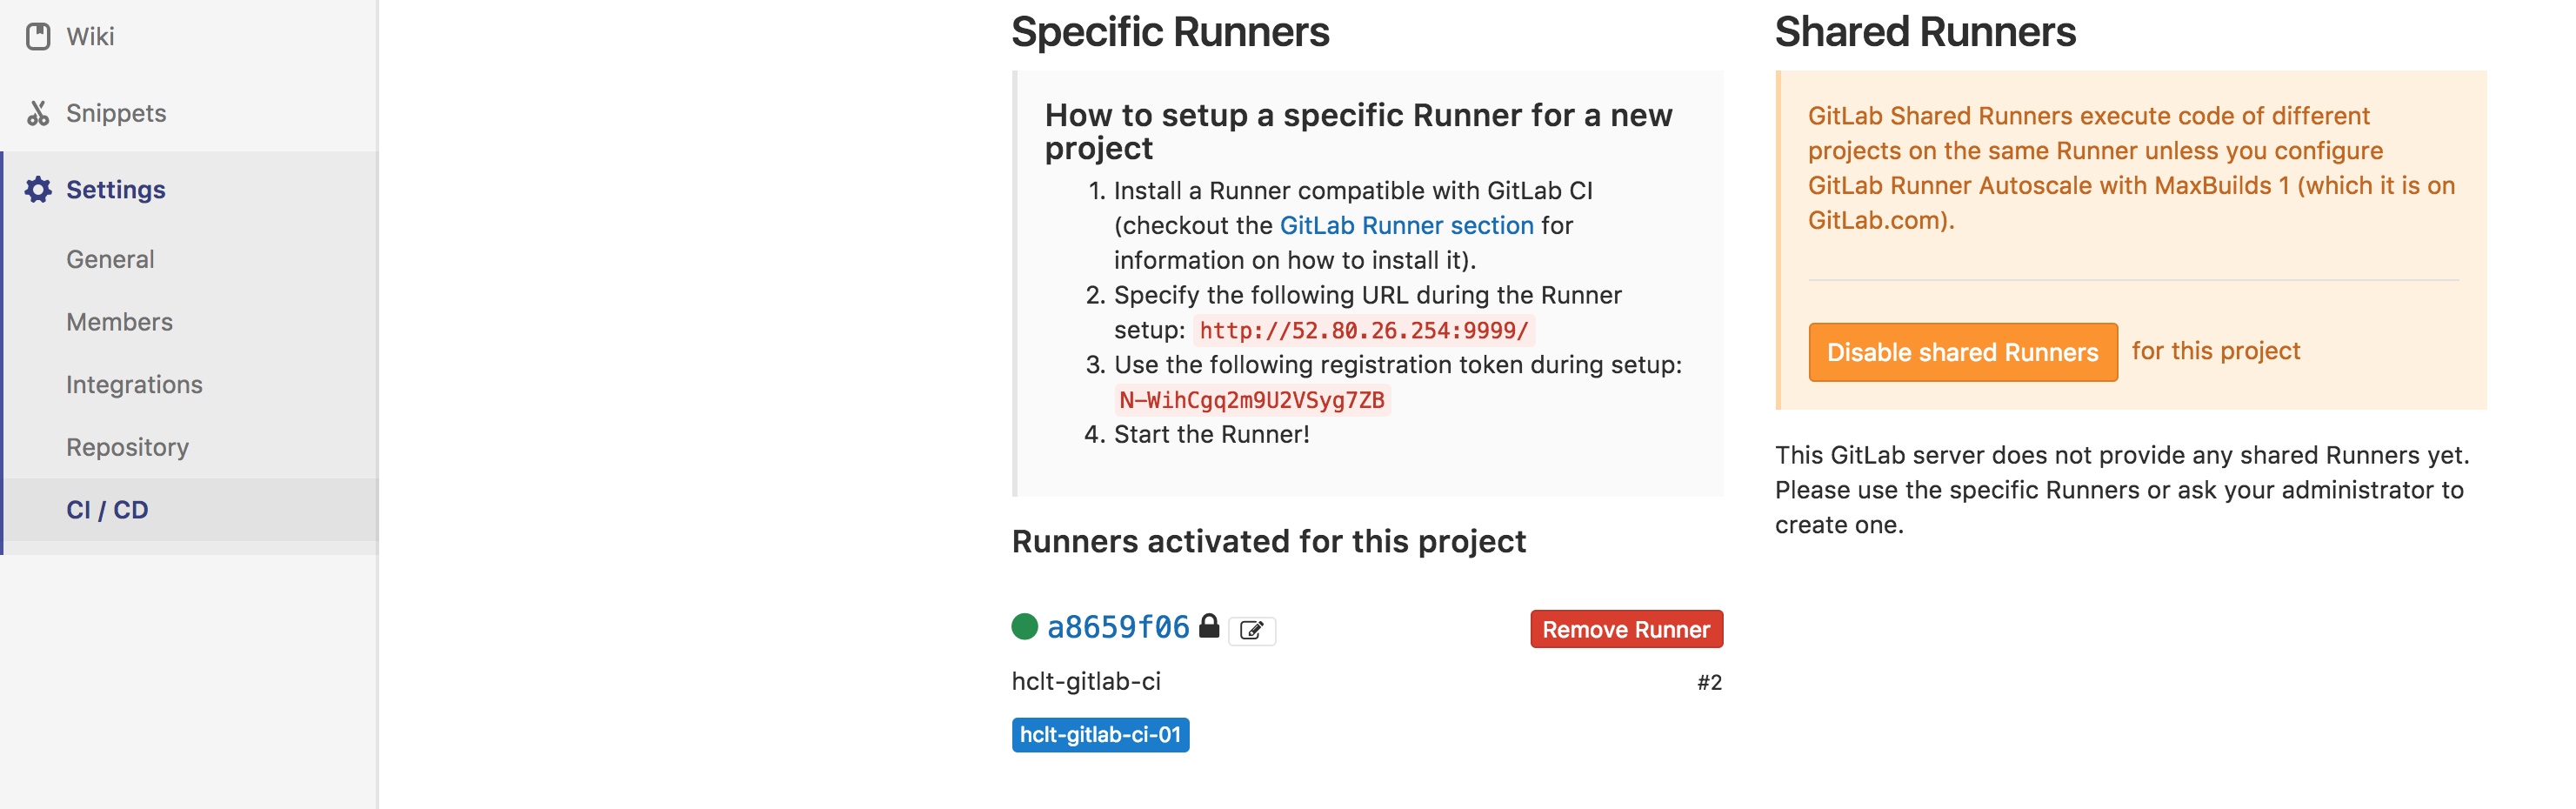 Wiki
Snippets
Settings
General
Members
Integrations
Repository
CI / CD
Specific Runners
How to setup a specific Runner for a new
project
1. Install a Runner compatible with GitLab CI
(checkout the GitLab Runner section for
information on how to install it).
2. Specify the following URL during the Runner
setup: http://52.80.26.254:9999/
3. Use the following registration token during setup:
N-WihCgq2m9U2VSyg7ZB
4. Start the Runner!
Runners activated for this project
a8659f06
Remove Runner
hclt-gitlab-ci
#2
hclt-gitlab-ci-01
Shared Runners
GitLab Shared Runners execute code of different
projects on the same Runner unless you configure
GitLab Runner Autoscale with MaxBuilds 1 (which it is on
GitLab.com).
Disable shared Runners for this project
This GitLab server does not provide any shared Runners yet.
Please use the specific Runners or ask your administrator to
create one.